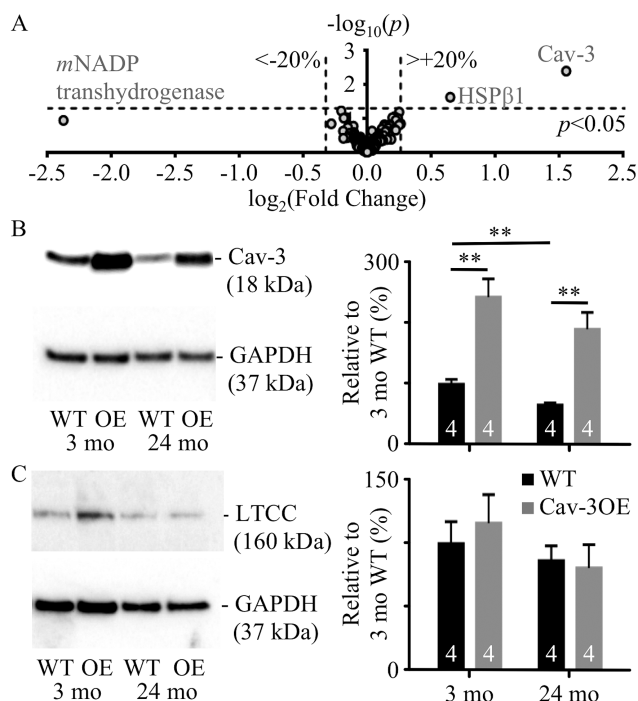 A
-log₁₀(p)
mNADP
transhydrogenase
<-20%
>+20%
Cav-3
HSPβ1
p<0.05
3
2
1
-2.5 -2.0 -1.5 -1.0 -0.5 0.0 0.5 1.0 1.5 2.0 2.5
log₂(Fold Change)
B
- Cav-3
(18 kDa)
- GAPDH
(37 kDa)
WT OE WT OE
3 mo 24 mo
Relative to
3 mo WT (%)
300
0
**
** **
4 4 4 4
C
- LTCC
(160 kDa)
- GAPDH
(37 kDa)
WT OE WT OE
3 mo 24 mo
Relative to
3 mo WT (%)
150
0
WT
Cav-3OE
4 4 4 4
3 mo 24 mo